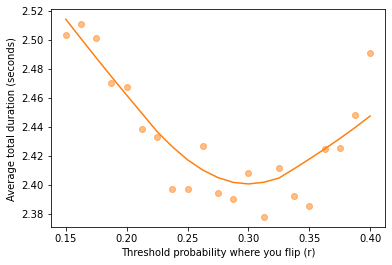 2.52
2.50
2.48
2.46
2.44
2.42
2.40
2.38
Average total duration (seconds)
0.15 0.20 0.25 0.30 0.35 0.40
Threshold probability where you flip (r)